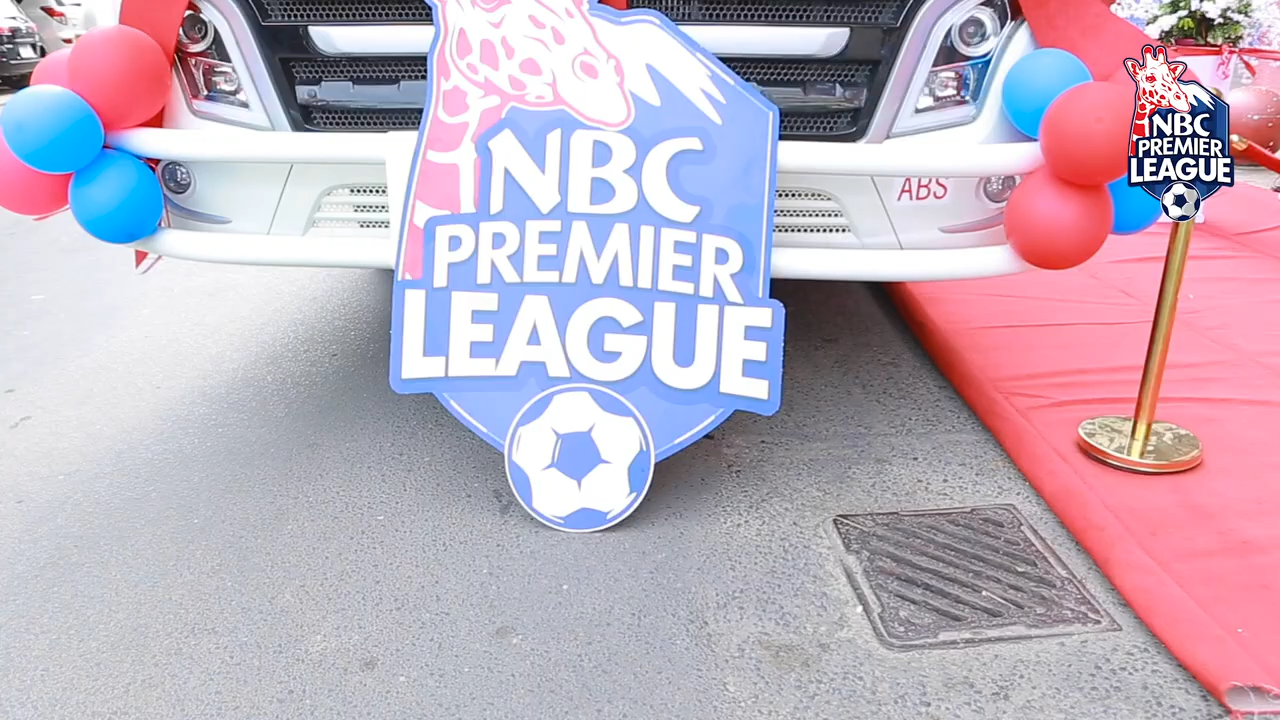 NBC
PREMIER
LEAGUE
ABS
NBC
PREMIER
LEAGUE